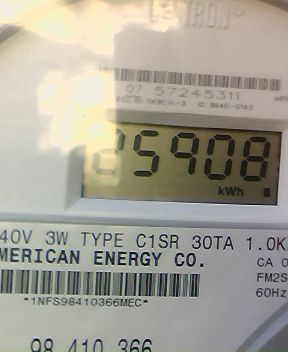 07 57245311
25908
kWh
40V 3W TYPE C1SR 30TA 1.0K
MERICAN ENERGY CO.
CA 0
FM2S
60Hz
*1NFS98410366MEC*
98 410 366